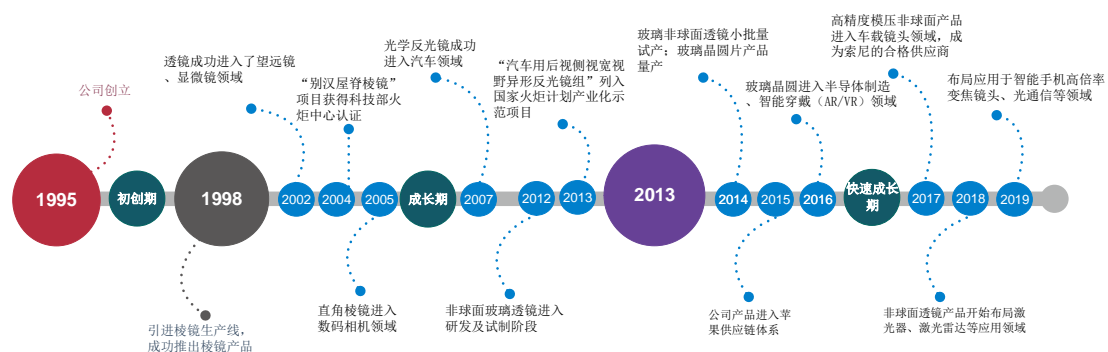 公司创立
1995
初创期
1998
引进棱镜生产线，
成功推出棱镜产品
透镜成功进入了望远镜
、显微镜领域
2002
“别汉屋脊棱镜”
项目获得科技部火
炬中心认证
2004
2005
直角棱镜进入
数码相机领域
成长期
光学反光镜成功
进入汽车领域
2007
2012
非球面玻璃透镜进入
研发及试制阶段
“汽车用后视侧视宽视
野异形反光镜组”列入
国家火炬计划产业化示
范项目
2013
2013
玻璃非球面透镜小批量
试产；玻璃晶圆片产品
量产
2014
2015
公司产品进入苹
果供应链体系
玻璃晶圆进入半导体制造
、智能穿戴（AR/VR）领域
2016
快速成长
期
高精度模压非球面产品
进入车载镜头领域，成
为索尼的合格供应商
2017
2018
非球面透镜产品开始布局激
光器、激光雷达等应用领域
布局应用于智能手机高倍率
变焦镜头、光通信等领域
2019